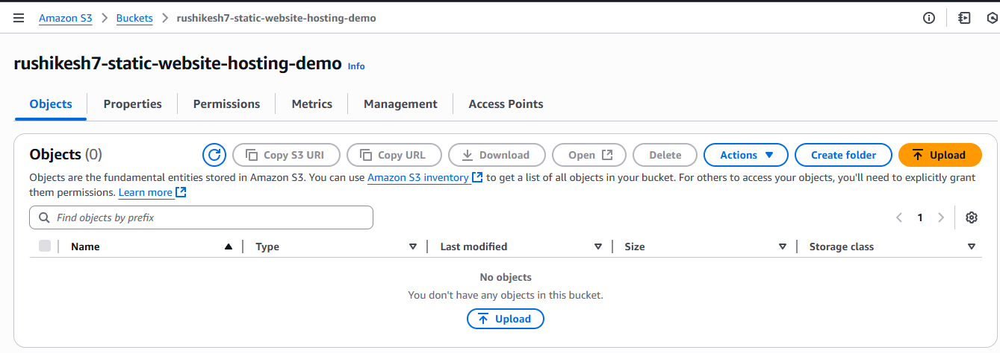 Amazon S3 > Buckets > rushikesh7-static-website-hosting-demo
rushikesh7-static-website-hosting-demo Info
Objects Properties Permissions Metrics Management Access Points
Objects (0) Copy S3 URI Copy URL Download Open Delete Actions Create folder Upload
Objects are the fundamental entities stored in Amazon S3. You can use Amazon S3 inventory to get a list of all objects in your bucket. For others to access your objects, you'll need to explicitly grant
them permissions. Learn more
Find objects by prefix 1
Name Type Last modified Size Storage class
No objects
You don't have any objects in this bucket.
Upload